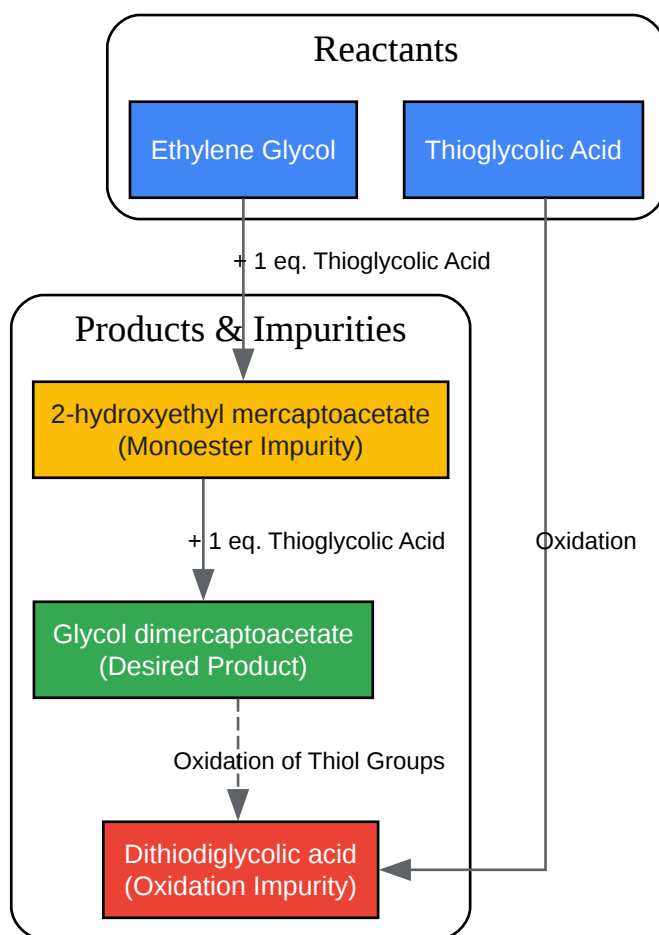 Reactants
Ethylene Glycol
Thioglycolic Acid
+ 1 eq. Thioglycolic Acid
Products & Impurities
2-hydroxyethyl mercaptoacetate
(Monoester Impurity)
+ 1 eq. Thioglycolic Acid
Oxidation
Glycol dimercaptoacetate
(Desired Product)
Oxidation of Thiol Groups
Dithiodiglycolic acid
(Oxidation Impurity)